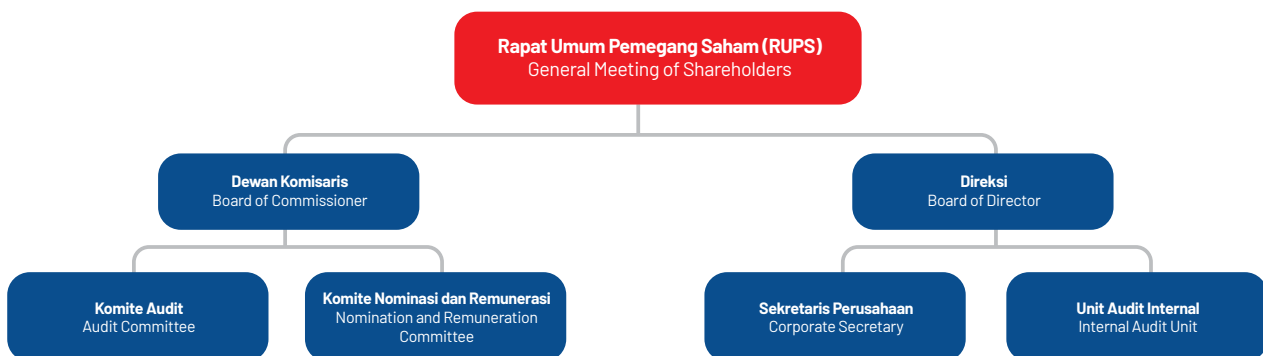 Rapat Umum Pemegang Saham (RUPS)
General Meeting of Shareholders
Dewan Komisaris
Board of Commissioner
Direksi
Board of Director
Komite Audit
Audit Committee
Komite Nominasi dan Remunerasi
Nomination and Remuneration
Committee
Sekretaris Perusahaan
Corporate Secretary
Unit Audit Internal
Internal Audit Unit